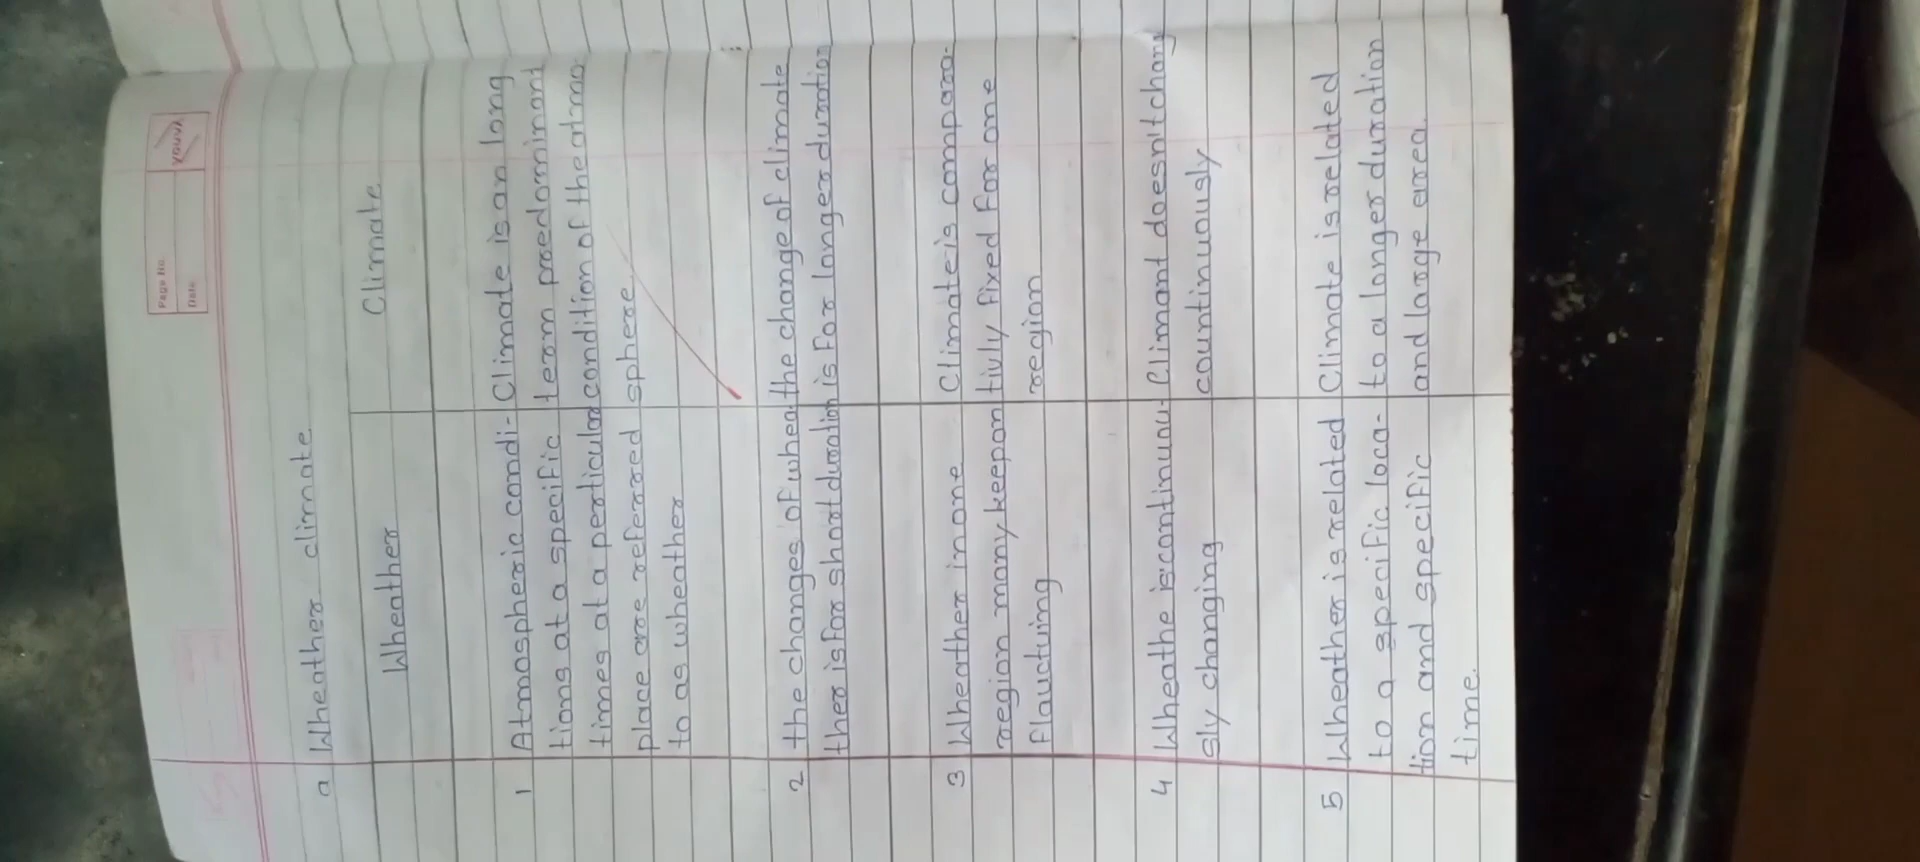 Page No.
Date
YOUVA
a Wheather climate
Wheather Climate
1 Atmospheric condi- Climate is an long
tions at a specific term predominant
times at a perticular condition of the atmo-
place are referred sphere
to as wheather
2 the changes of whea- the change of climate
ther is for short duration is for longer duration
3 Wheather in one Climate is compara-
region many keep on tivly fixed for one
flauctuing region
4 Wheathe is continuou- Climant doesn't chang
sly changing countinuously
5 Wheather is related Climate is related
to a specific loca- to a longer duration
tion and specific and large area.
time.